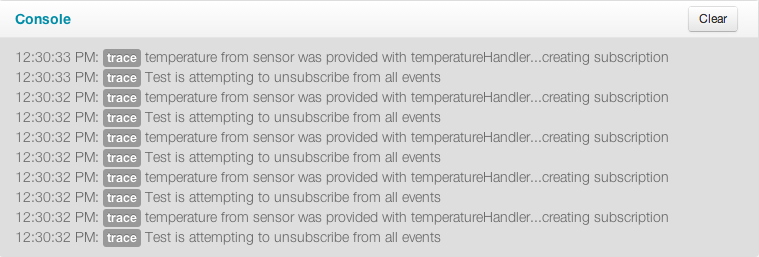 Console
Clear
12:30:33 PM: trace temperature from sensor was provided with temperatureHandler...creating subscription
12:30:33 PM: trace Test is attempting to unsubscribe from all events
12:30:32 PM: trace temperature from sensor was provided with temperatureHandler...creating subscription
12:30:32 PM: trace Test is attempting to unsubscribe from all events
12:30:32 PM: trace temperature from sensor was provided with temperatureHandler...creating subscription
12:30:32 PM: trace Test is attempting to unsubscribe from all events
12:30:32 PM: trace temperature from sensor was provided with temperatureHandler...creating subscription
12:30:32 PM: trace Test is attempting to unsubscribe from all events
12:30:32 PM: trace temperature from sensor was provided with temperatureHandler...creating subscription
12:30:32 PM: trace Test is attempting to unsubscribe from all events